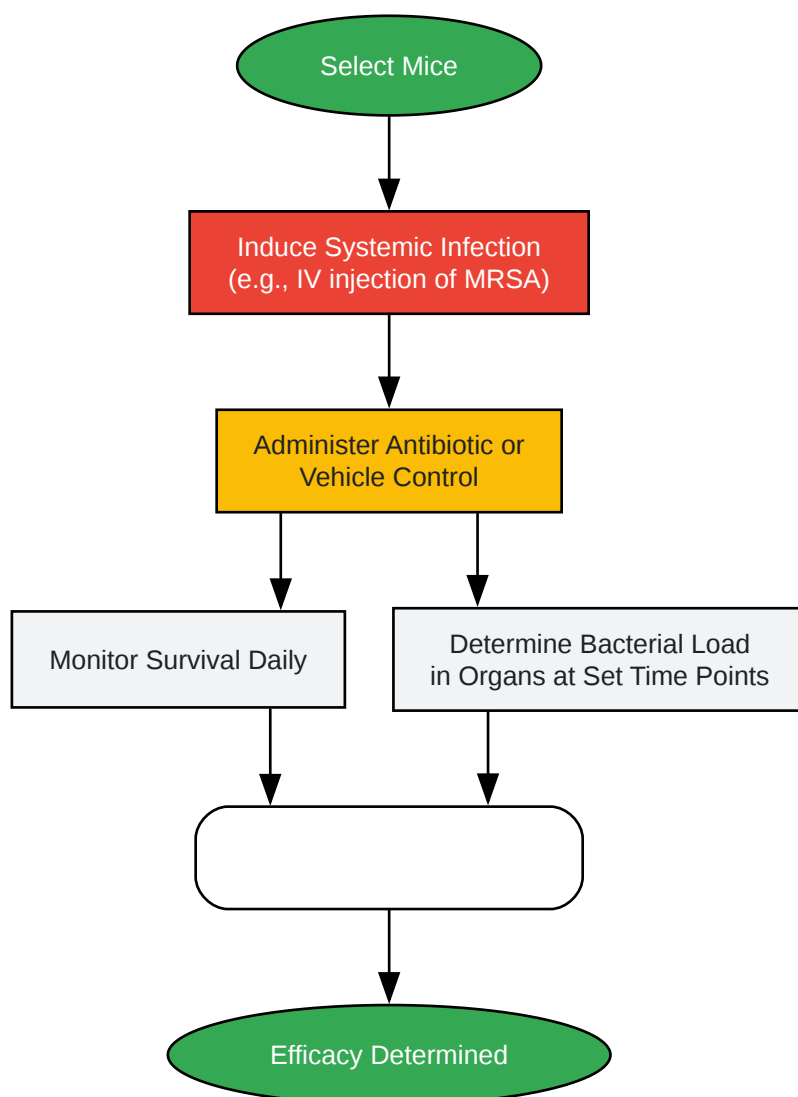 Select Mice
Induce Systemic Infection
(e.g., IV injection of MRSA)
Administer Antibiotic or
Vehicle Control
Monitor Survival Daily
Determine Bacterial Load
in Organs at Set Time Points
Efficacy Determined